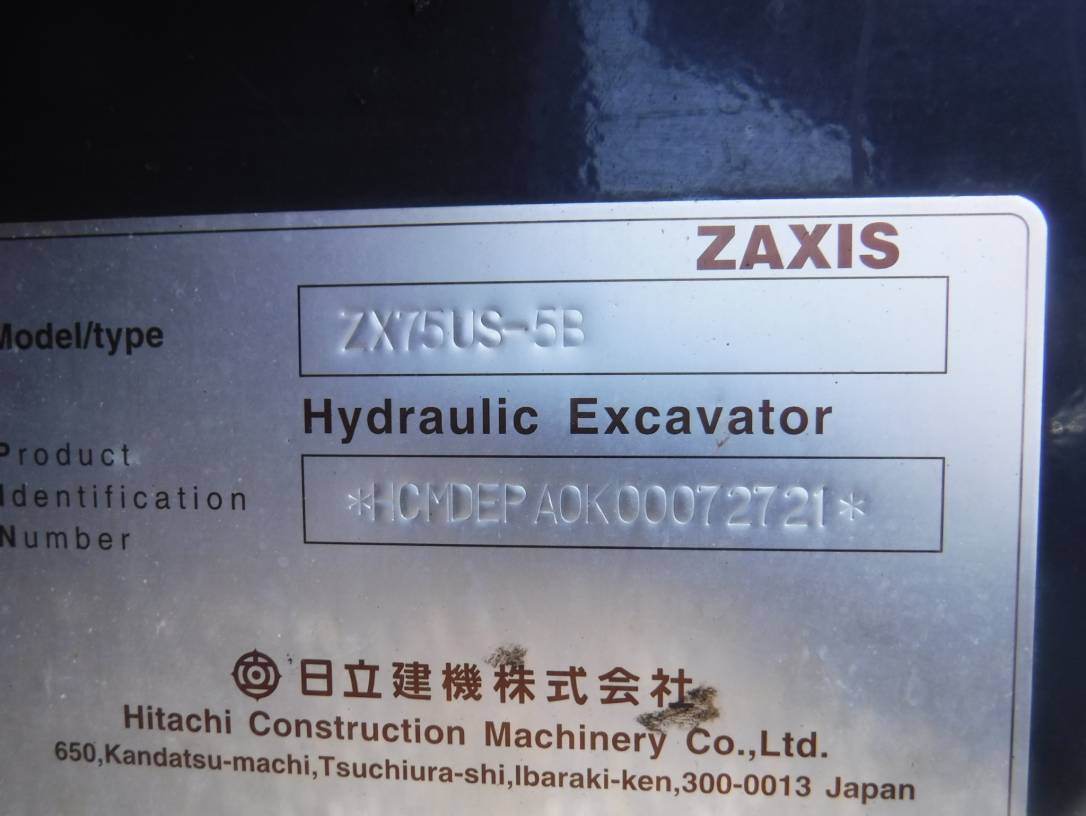 ZAXIS
Model/type
ZX75US-5B
Hydraulic Excavator
Product
Identification
Number
*HCMDEPA0K00072721*
日立建機株式会社
Hitachi Construction Machinery Co.,Ltd.
650,Kandatsu-machi,Tsuchiura-shi,Ibaraki-ken,300-0013 Japan